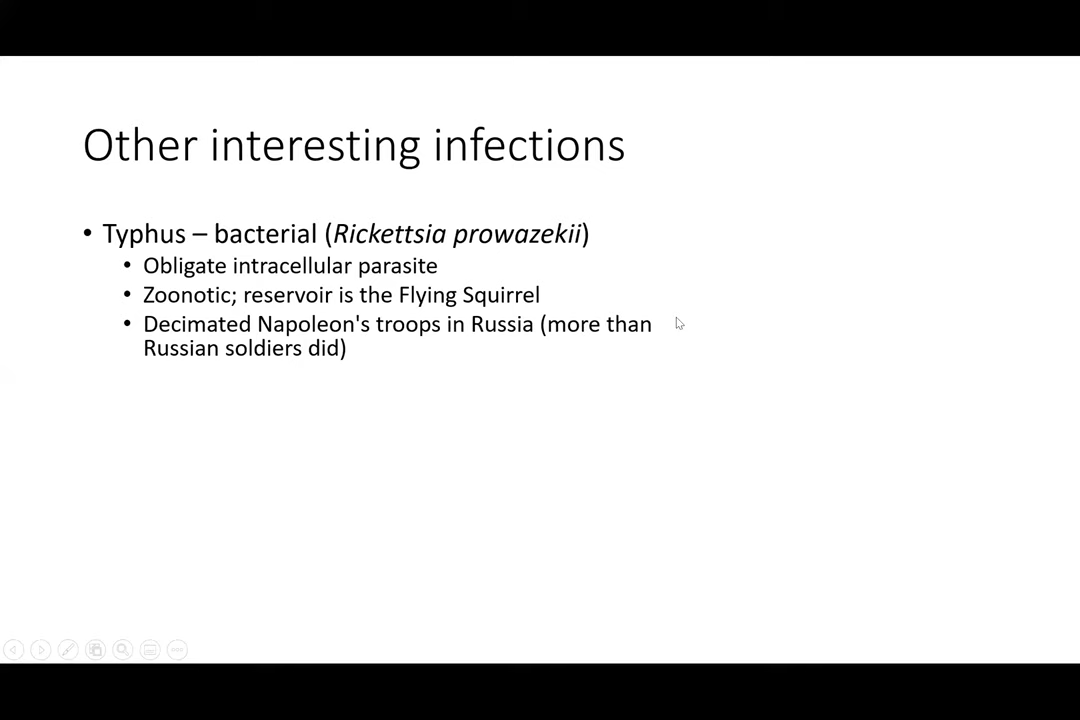 Other interesting infections
• Typhus – bacterial (Rickettsia prowazekii)
• Obligate intracellular parasite
• Zoonotic; reservoir is the Flying Squirrel
• Decimated Napoleon's troops in Russia (more than
Russian soldiers did)